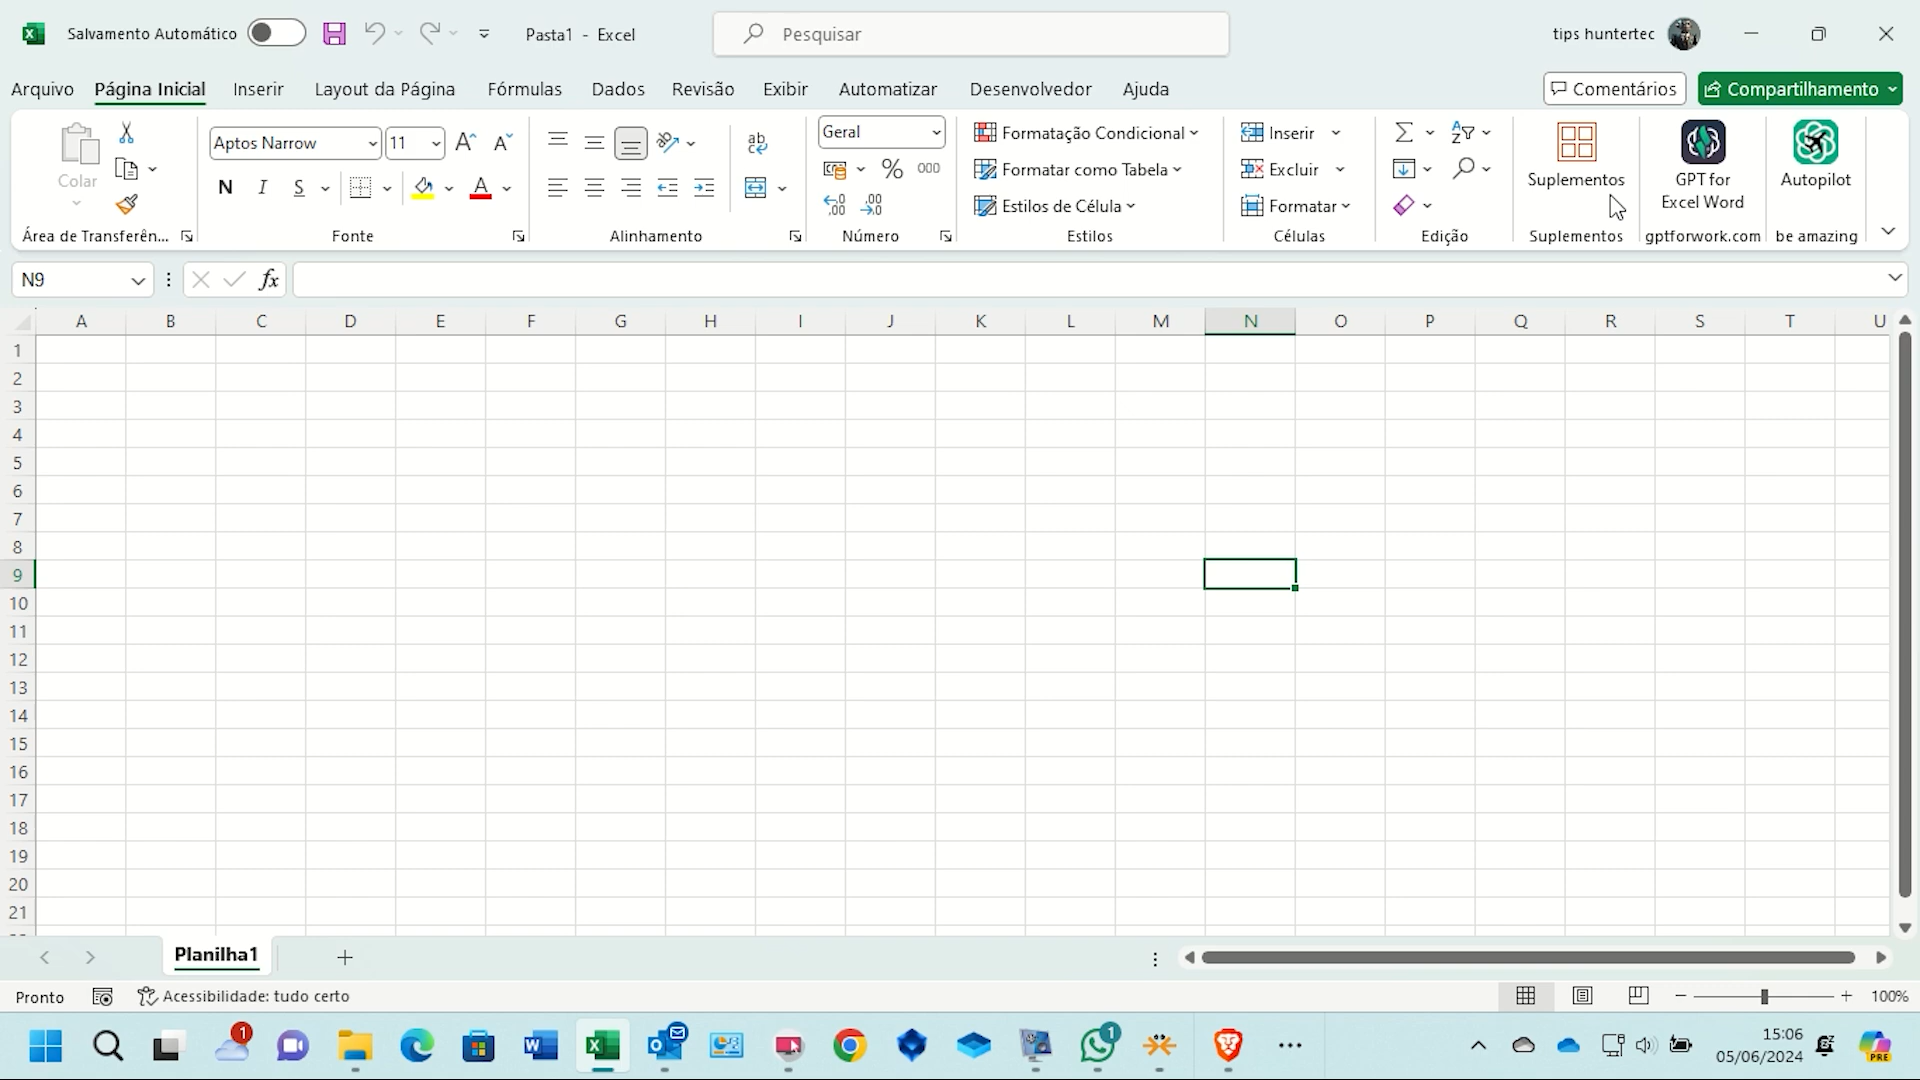 Salvamento Automático
Pasta1 - Excel
Pesquisar
tips huntertec
Arquivo
Página Inicial
Inserir
Layout da Página
Fórmulas
Dados
Revisão
Exibir
Automatizar
Desenvolvedor
Ajuda
Comentários
Compartilhamento
Colar
Área de Transferên...
Aptos Narrow
11
N
I
S
A
Fonte
ab
Alinhamento
Geral
%
000
Número
Formatação Condicional
Formatar como Tabela
Estilos de Célula
Estilos
Inserir
Excluir
Formatar
Células
Edição
Suplementos
Suplementos
GPT for
Excel Word
gptforwork.com
Autopilot
be amazing
N9
fx
A B C D E F G H I J K L M N O P Q R S T U
1
2
3
4
5
6
7
8
9
10
11
12
13
14
15
16
17
18
19
20
21
Planilha1
Pronto
Acessibilidade: tudo certo
100%
1
1
15:06
05/06/2024
PRE